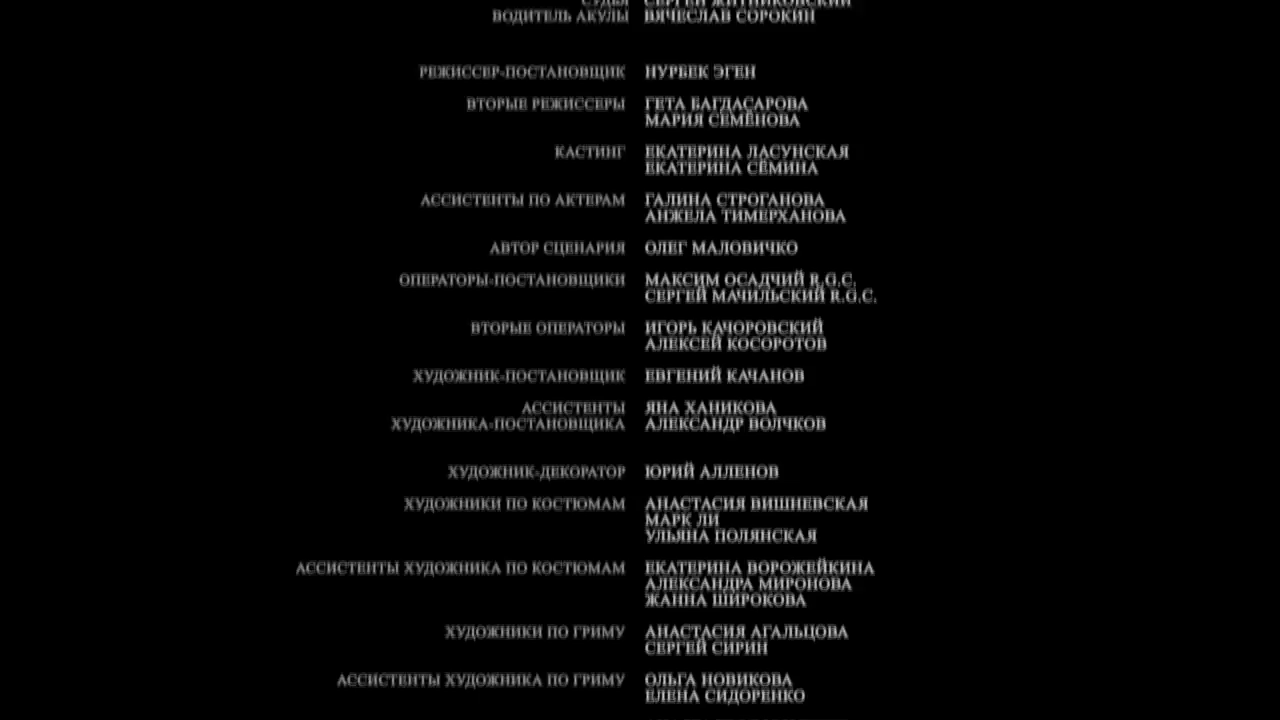 СУДЬЯ СЕРГЕЙ ЖИТНИКОВСКИЙ
ВОДИТЕЛЬ АКУЛЫ ВЯЧЕСЛАВ СОРОКИН
РЕЖИССЕР-ПОСТАНОВЩИК НУРБЕК ЭГЕН
ВТОРЫЕ РЕЖИССЕРЫ ГЕТА БАГДАСАРОВА
МАРИЯ СЕМЁНОВА
КАСТИНГ ЕКАТЕРИНА ЛАСУНСКАЯ
ЕКАТЕРИНА СЁМИНА
АССИСТЕНТЫ ПО АКТЕРАМ ГАЛИНА СТРОГАНОВА
АНЖЕЛА ТИМЕРХАНОВА
АВТОР СЦЕНАРИЯ ОЛЕГ МАЛОВИЧКО
ОПЕРАТОРЫ-ПОСТАНОВЩИКИ МАКСИМ ОСАДЧИЙ R.G.C.
СЕРГЕЙ МАЧИЛЬСКИЙ R.G.C.
ВТОРЫЕ ОПЕРАТОРЫ ИГОРЬ КАЧОРОВСКИЙ
АЛЕКСЕЙ КОСОРОТОВ
ХУДОЖНИК-ПОСТАНОВЩИК ЕВГЕНИЙ КАЧАНОВ
АССИСТЕНТЫ ЯНА ХАНИКОВА
ХУДОЖНИКА-ПОСТАНОВЩИКА АЛЕКСАНДР ВОЛЧКОВ
ХУДОЖНИК-ДЕКОРАТОР ЮРИЙ АЛЛЕНОВ
ХУДОЖНИКИ ПО КОСТЮМАМ АНАСТАСИЯ ВИШНЕВСКАЯ
МАРК ЛИ
УЛЬЯНА ПОЛЯНСКАЯ
АССИСТЕНТЫ ХУДОЖНИКА ПО КОСТЮМАМ ЕКАТЕРИНА ВОРОЖЕЙКИНА
АЛЕКСАНДРА МИРОНОВА
ЖАННА ШИРОКОВА
ХУДОЖНИКИ ПО ГРИМУ АНАСТАСИЯ АГАЛЬЦОВА
СЕРГЕЙ СИРИН
АССИСТЕНТЫ ХУДОЖНИКА ПО ГРИМУ ОЛЬГА НОВИКОВА
ЕЛЕНА СИДОРЕНКО